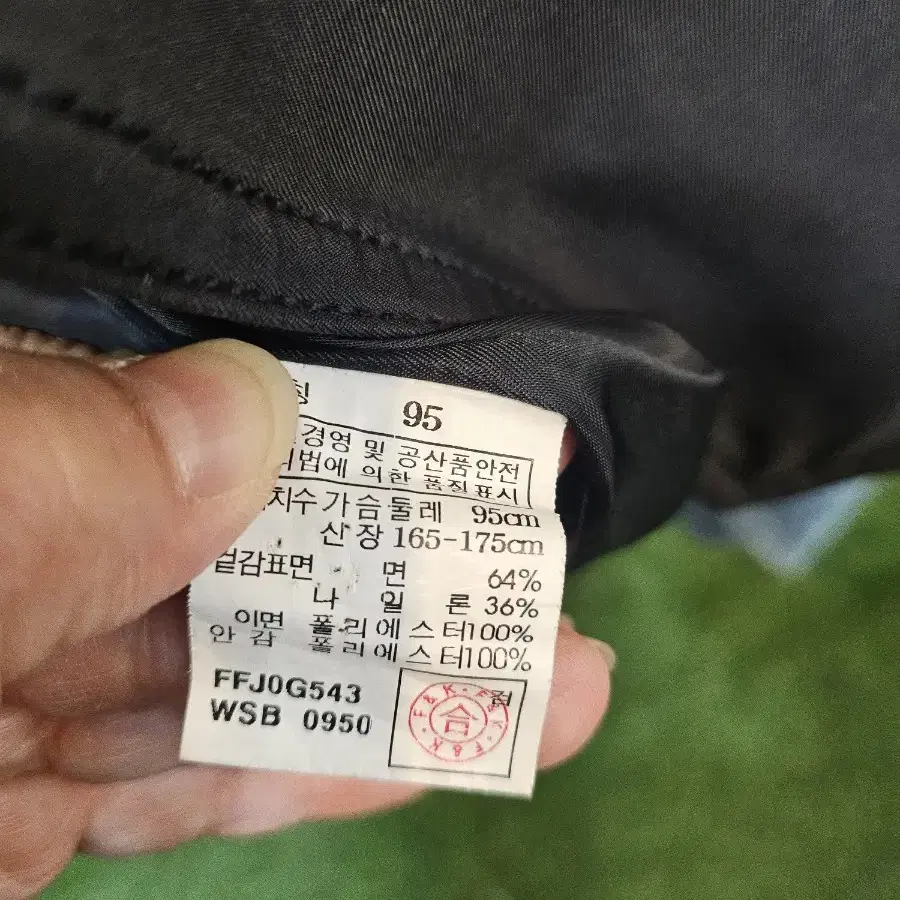 칭 95
경영 및 공산품안전
리법에 의한 품질표시
치수 가슴둘레 95cm
신장 165-175cm
겉감표면 면 64%
나일론 36%
이면 폴리에스터100%
안감 폴리에스터100%
FFJ0G543
WSB 0950
검
F&K · F&K · F&K
合